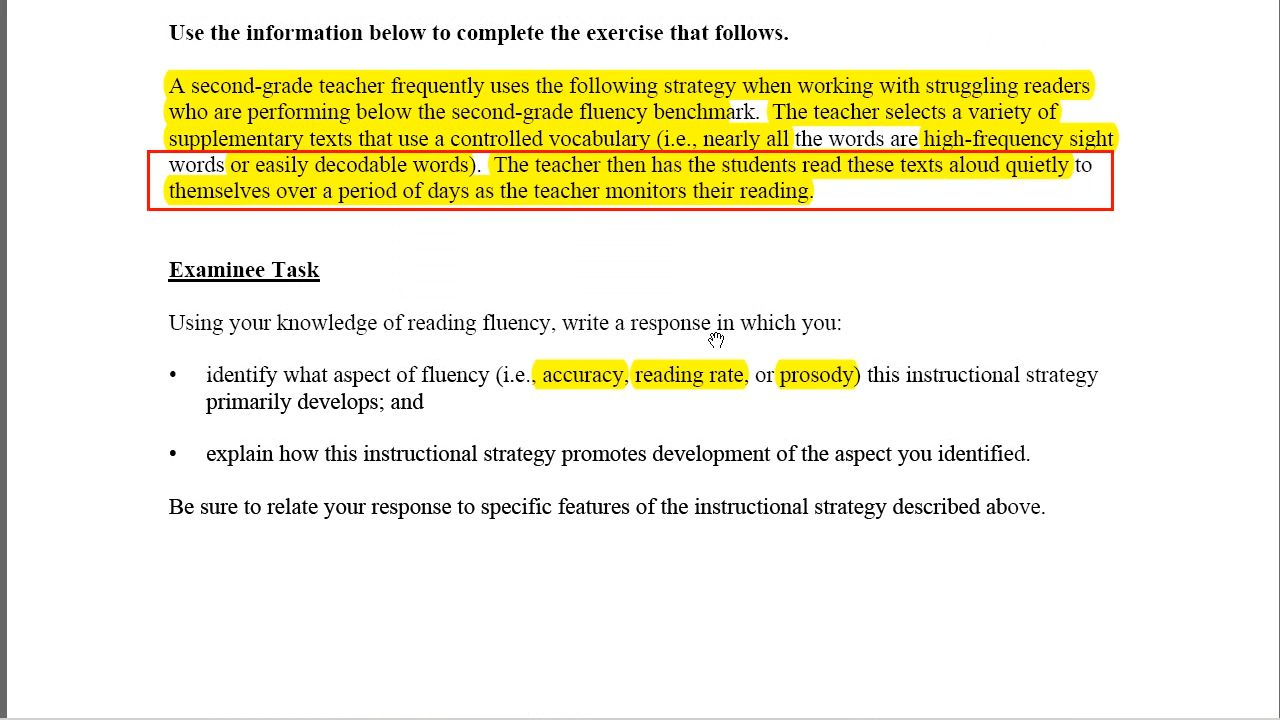 Use the information below to complete the exercise that follows.
A second-grade teacher frequently uses the following strategy when working with struggling readers
who are performing below the second-grade fluency benchmark. The teacher selects a variety of
supplementary texts that use a controlled vocabulary (i.e., nearly all the words are high-frequency sight
words or easily decodable words). The teacher then has the students read these texts aloud quietly to
themselves over a period of days as the teacher monitors their reading.
Examinee Task
Using your knowledge of reading fluency, write a response in which you:
• identify what aspect of fluency (i.e., accuracy, reading rate, or prosody) this instructional strategy
primarily develops; and
• explain how this instructional strategy promotes development of the aspect you identified.
Be sure to relate your response to specific features of the instructional strategy described above.